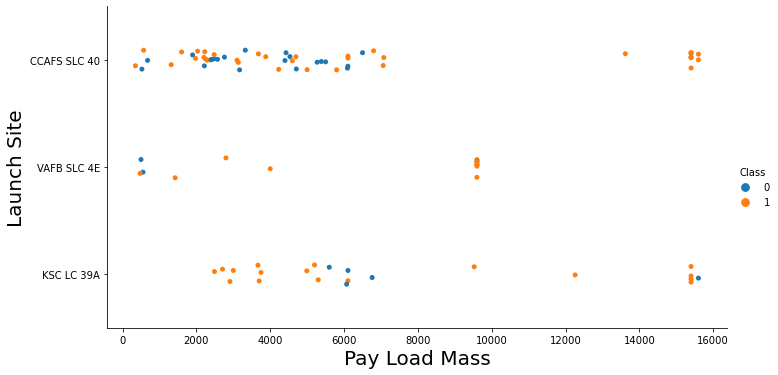 CCAFS SLC 40
VAFB SLC 4E
KSC LC 39A
Launch Site
0 2000 4000 6000 8000 10000 12000 14000 16000
Pay Load Mass
Class
0
1